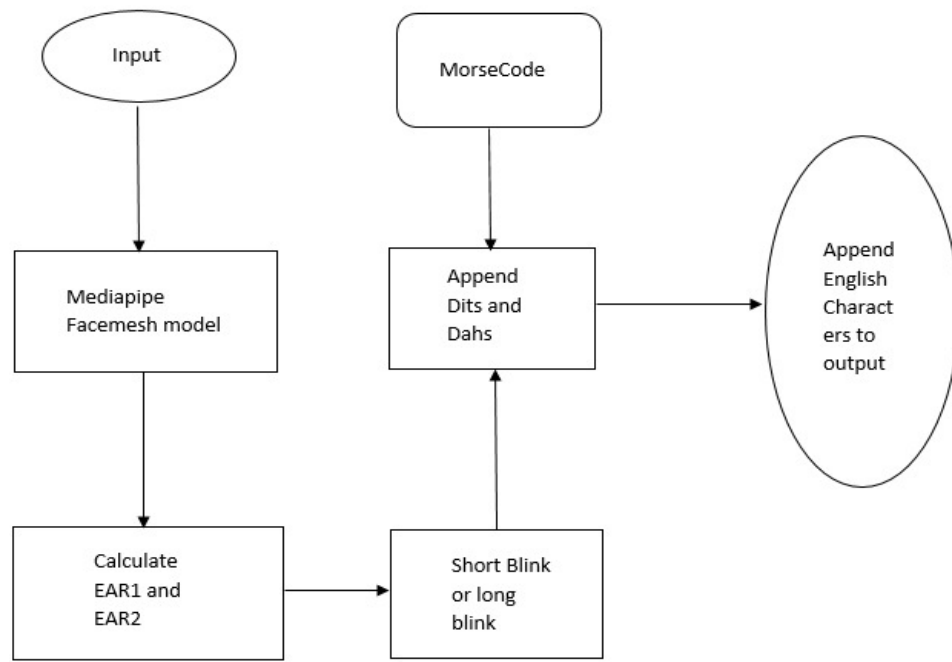 Input
MorseCode
Mediapipe
Facemesh model
Append
Dits and
Dahs
Append
English
Charact
ers to
output
Calculate
EAR1 and
EAR2
Short Blink
or long
blink